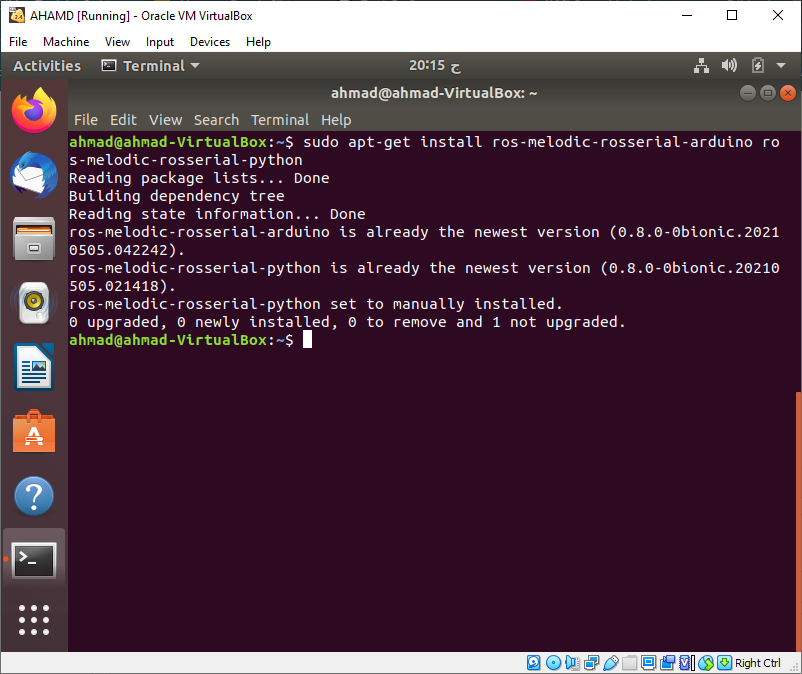 AHAMD [Running] - Oracle VM VirtualBox
File Machine View Input Devices Help
Activities Terminal 20:15 ح
ahmad@ahmad-VirtualBox: ~
File Edit View Search Terminal Help
ahmad@ahmad-VirtualBox:~$ sudo apt-get install ros-melodic-rosserial-arduino ro
s-melodic-rosserial-python
Reading package lists... Done
Building dependency tree
Reading state information... Done
ros-melodic-rosserial-arduino is already the newest version (0.8.0-0bionic.2021
0505.042242).
ros-melodic-rosserial-python is already the newest version (0.8.0-0bionic.20210
505.021418).
ros-melodic-rosserial-python set to manually installed.
0 upgraded, 0 newly installed, 0 to remove and 1 not upgraded.
ahmad@ahmad-VirtualBox:~$
Right Ctrl